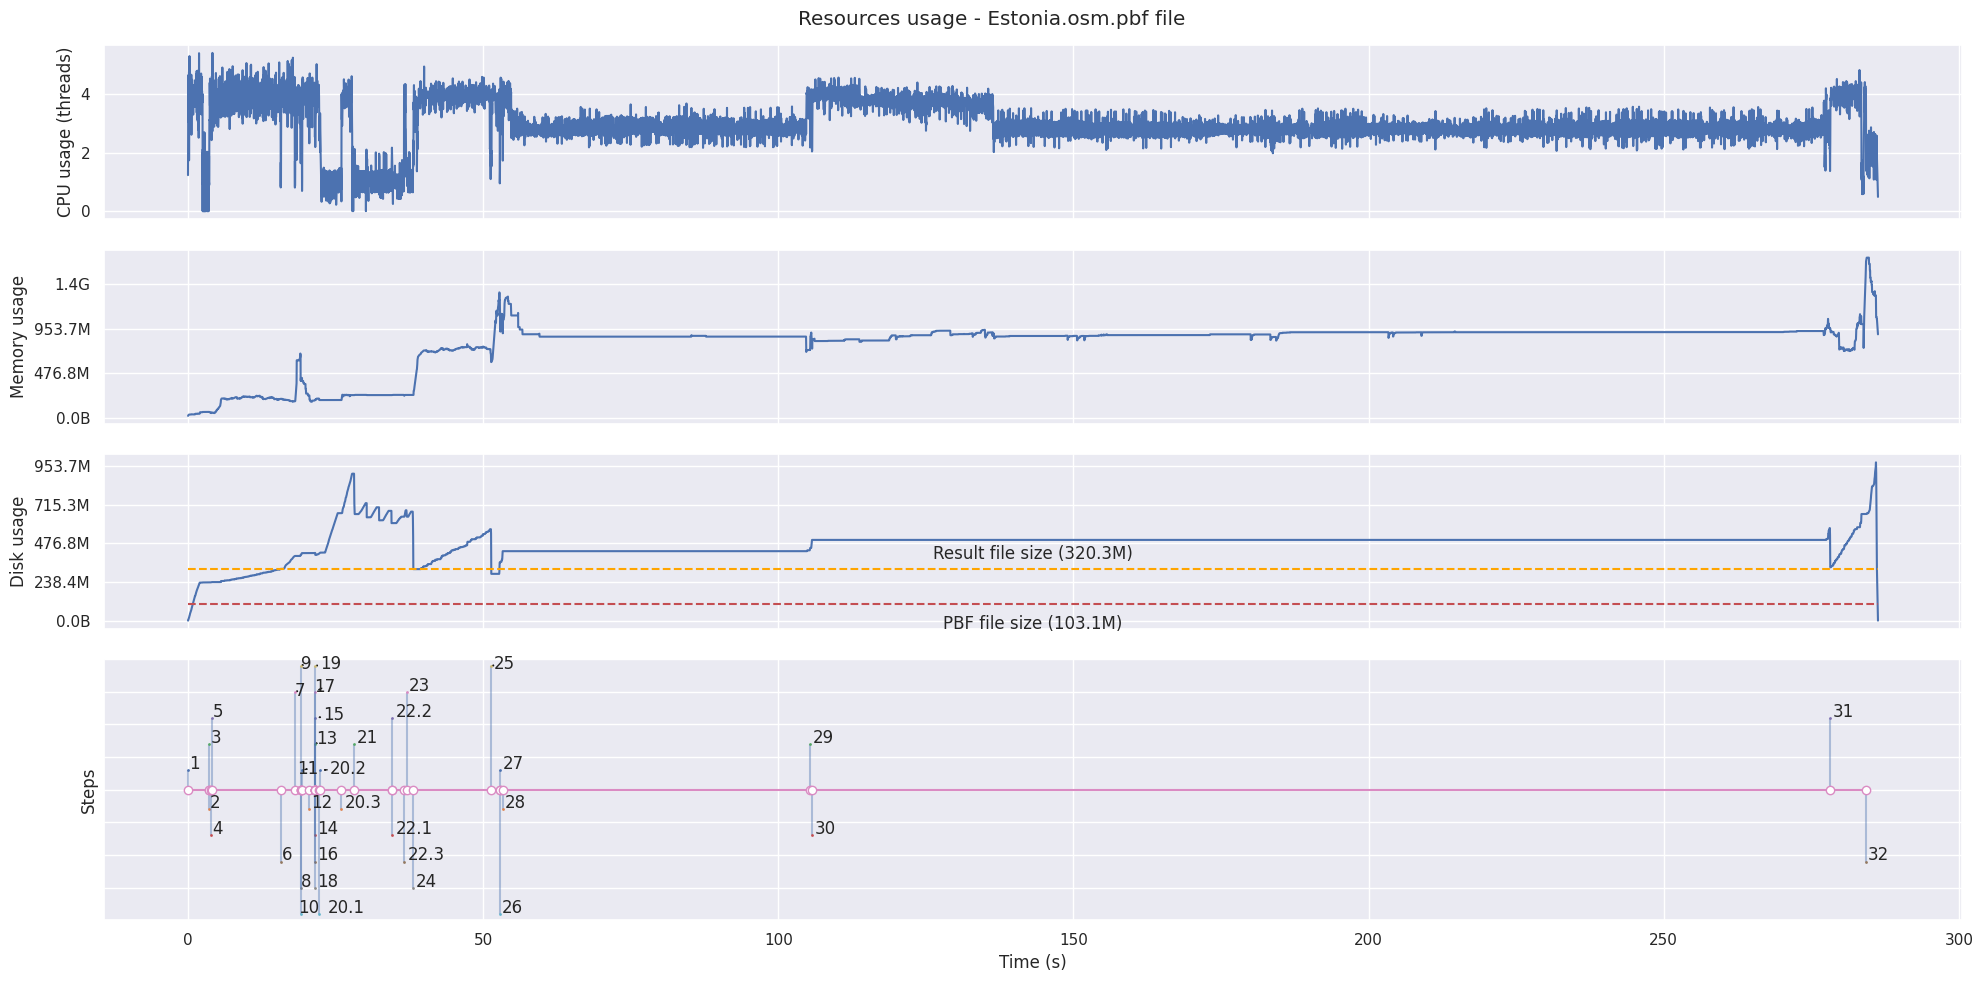 Resources usage - Estonia.osm.pbf file
CPU usage (threads)
4
2
0
Memory usage
1.4G
953.7M
476.8M
0.0B
Disk usage
953.7M
715.3M
476.8M
238.4M
0.0B
Result file size (320.3M)
PBF file size (103.1M)
Steps
9
19
25
7
17
23
5
15
22.2
31
3
13
21
29
1
11
20.2
27
2
12
20.3
28
4
14
22.1
30
6
16
22.3
32
8
18
24
10
20.1
26
0
50
100
150
200
250
300
Time (s)